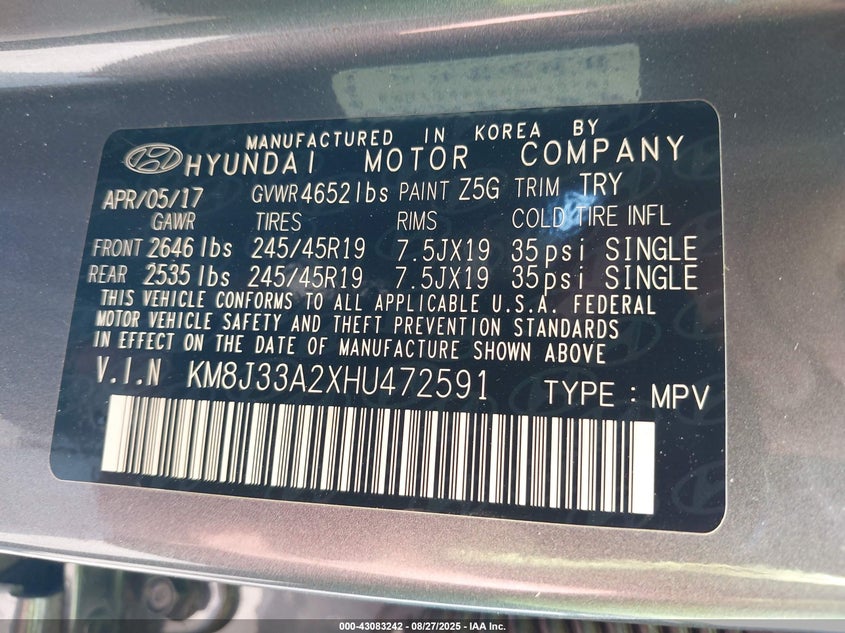 MANUFACTURED IN KOREA BY
HYUNDAI MOTOR COMPANY
APR/05/17 GVWR 4652lbs PAINT Z5G TRIM TRY
GAWR TIRES RIMS COLD TIRE INFL
FRONT 2646 lbs 245/45R19 7.5JX19 35psi SINGLE
REAR 2535 lbs 245/45R19 7.5JX19 35psi SINGLE
THIS VEHICLE CONFORMS TO ALL APPLICABLE U.S.A. FEDERAL
MOTOR VEHICLE SAFETY AND THEFT PREVENTION STANDARDS
IN EFFECT ON THE DATE OF MANUFACTURE SHOWN ABOVE
V.I.N KM8J33A2XHU472591 TYPE : MPV
000-43083242 - 08/27/2025 - IAA Inc.